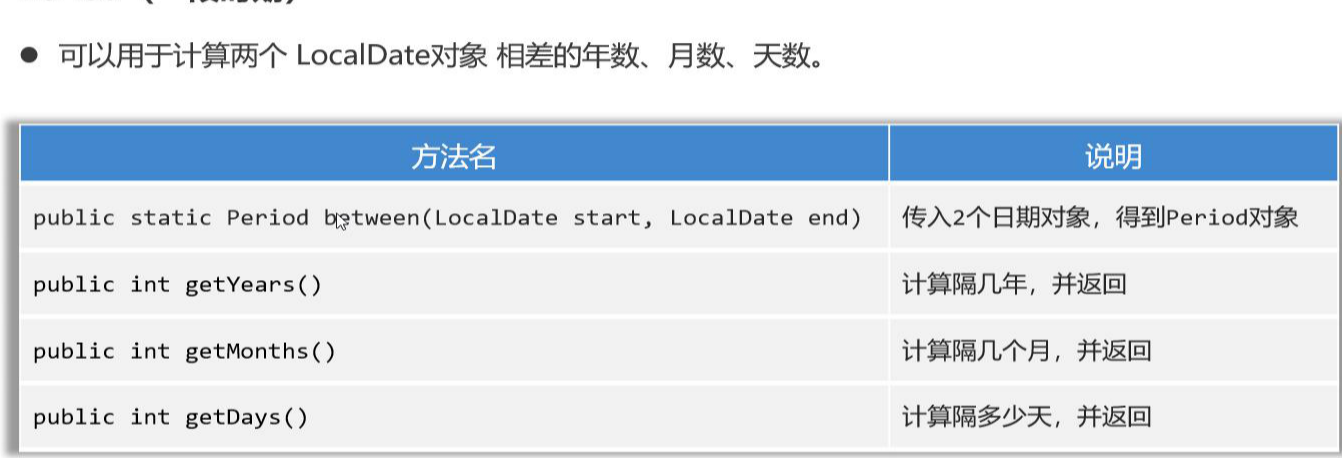 ● 可以用于计算两个 LocalDate对象 相差的年数、月数、天数。
方法名 说明
public static Period between(LocalDate start, LocalDate end) 传入2个日期对象，得到Period对象
public int getYears() 计算隔几年，并返回
public int getMonths() 计算隔几个月，并返回
public int getDays() 计算隔多少天，并返回